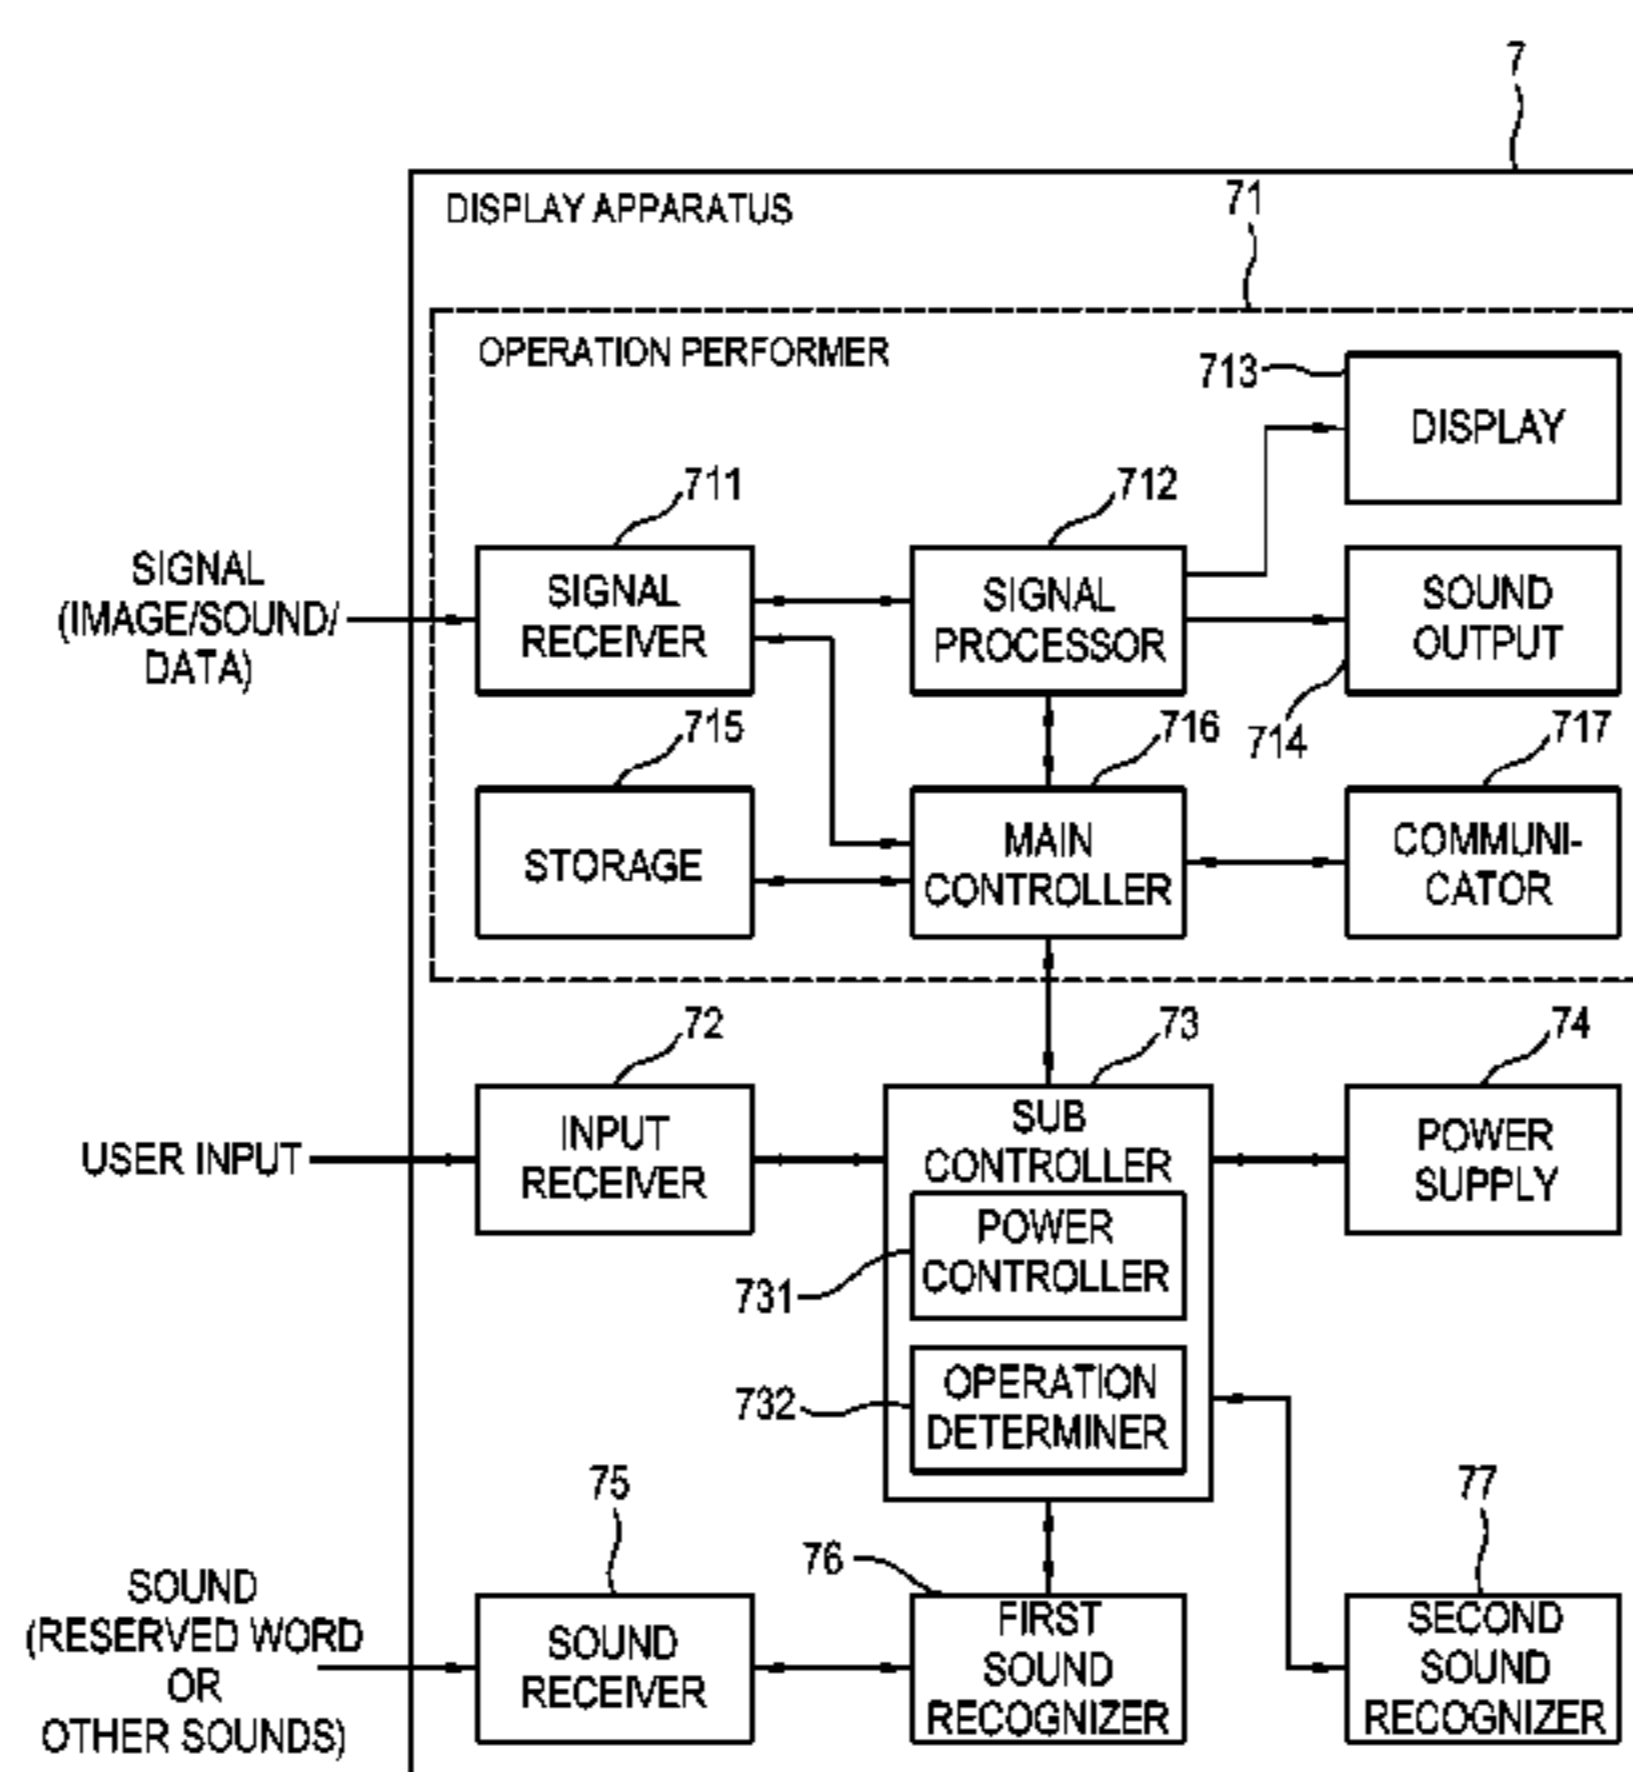 7
DISPLAY APPARATUS
71
OPERATION PERFORMER
713
DISPLAY
711
712
SIGNAL
(IMAGE/SOUND/
DATA)
SIGNAL
RECEIVER
SIGNAL
PROCESSOR
SOUND
OUTPUT
714
715
716
717
STORAGE
MAIN
CONTROLLER
COMMUNI-
CATOR
72
73
74
USER INPUT
INPUT
RECEIVER
SUB
CONTROLLER
POWER
SUPPLY
731
POWER
CONTROLLER
732
OPERATION
DETERMINER
75
76
77
SOUND
(RESERVED WORD
OR
OTHER SOUNDS)
SOUND
RECEIVER
FIRST
SOUND
RECOGNIZER
SECOND
SOUND
RECOGNIZER